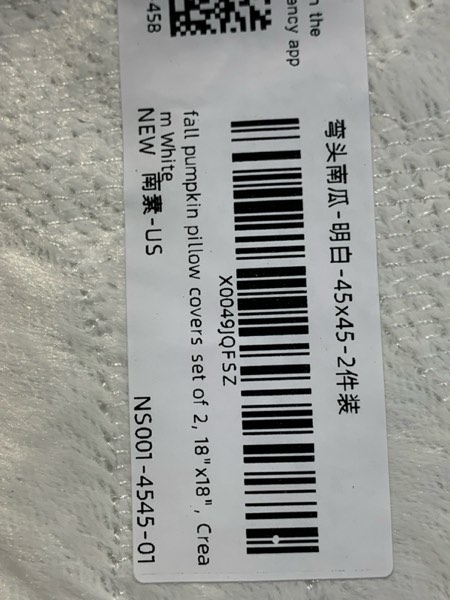 n the
ancy app
458
弯头南瓜-明白-45x45-2件装
X0049JQFSZ
fall pumpkin pillow covers set of 2, 18"x18", Crea
m White
NEW 南素-US NS001-4545-01